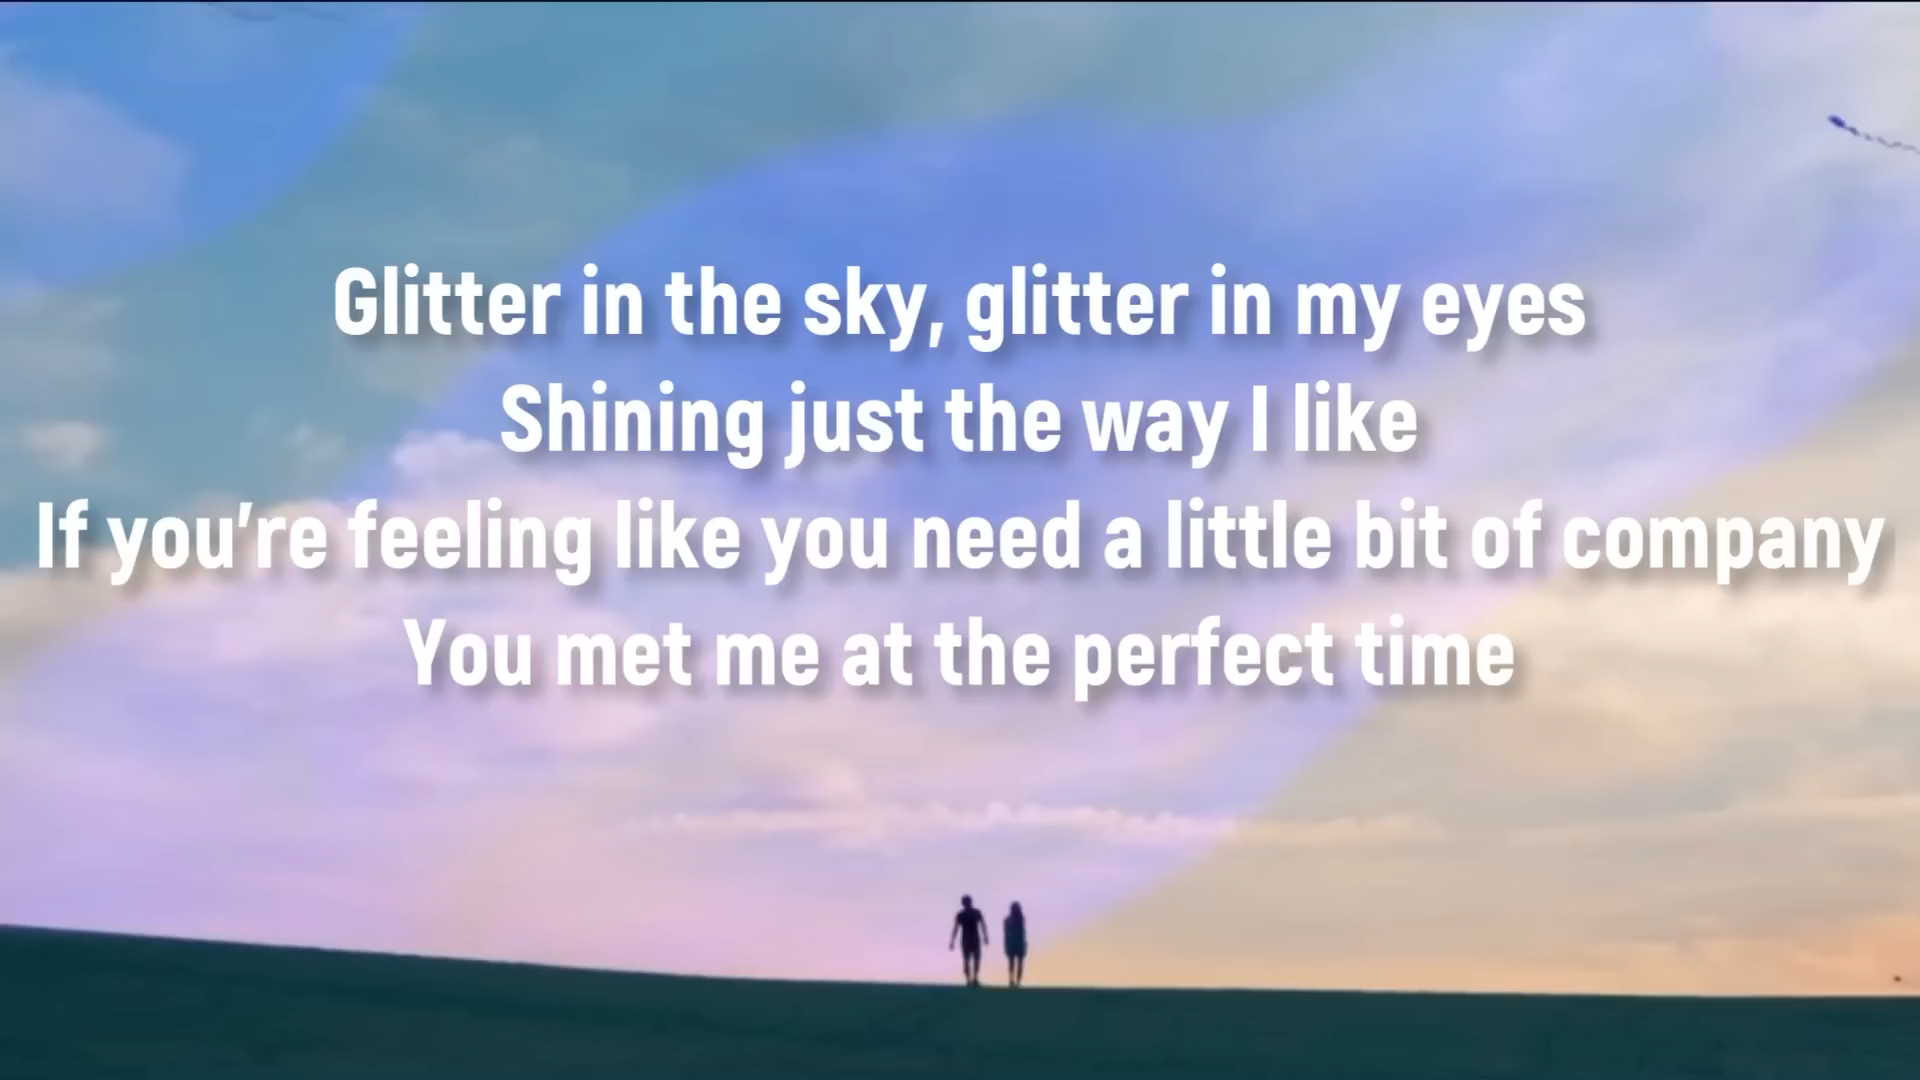 Glitter in the sky, glitter in my eyes
Shining just the way I like
If you're feeling like you need a little bit of company
You met me at the perfect time